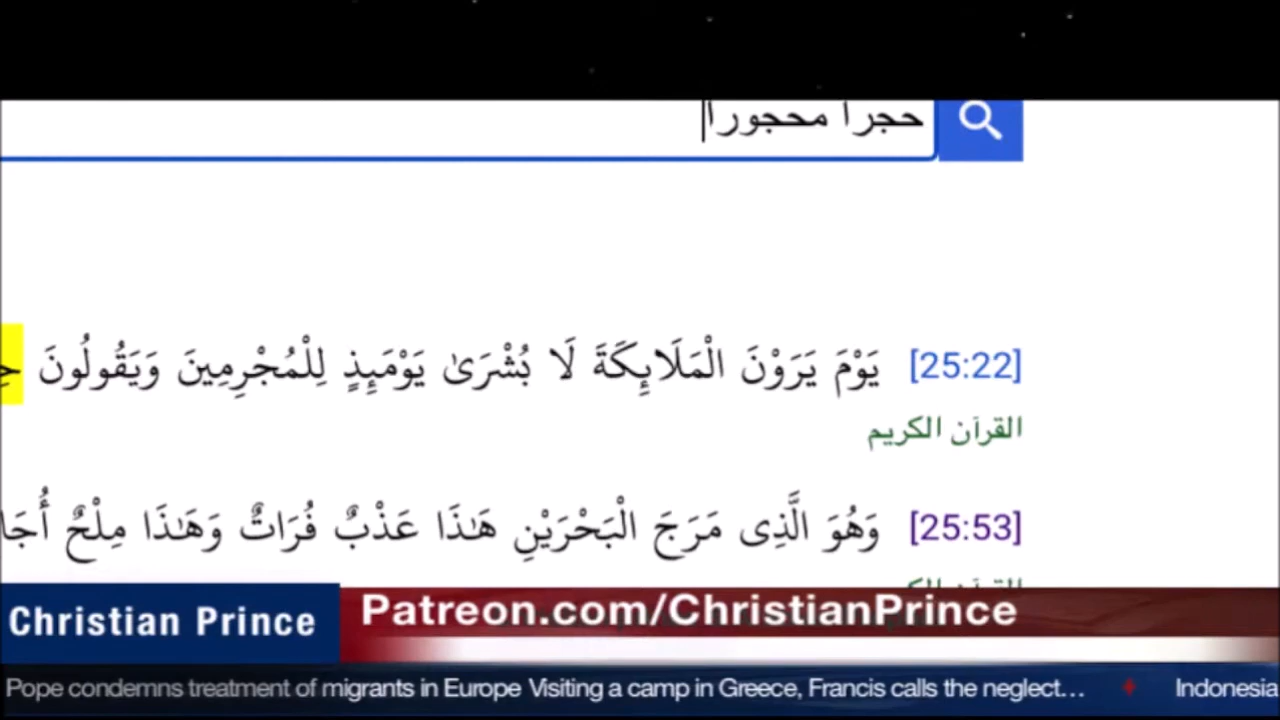 حجرا محجورا
[25:22] يَوْمَ يَرَوْنَ الْمَلَايِٕكَةَ لَا بُشْرَىٰ يَوْمَىِٕذٍ لِلْمُجْرِمِينَ وَيَقُولُونَ
القرآن الكريم
[25:53] وَهُوَ الَّذِى مَرَجَ الْبَحْرَيْنِ هَـٰذَا عَذْبٌ فُرَاتٌ وَهَـٰذَا مِلْحٌ
Christian Prince
Patreon.com/ChristianPrince
Pope condemns treatment of migrants in Europe Visiting a camp in Greece, Francis calls the neglect… Indonesia